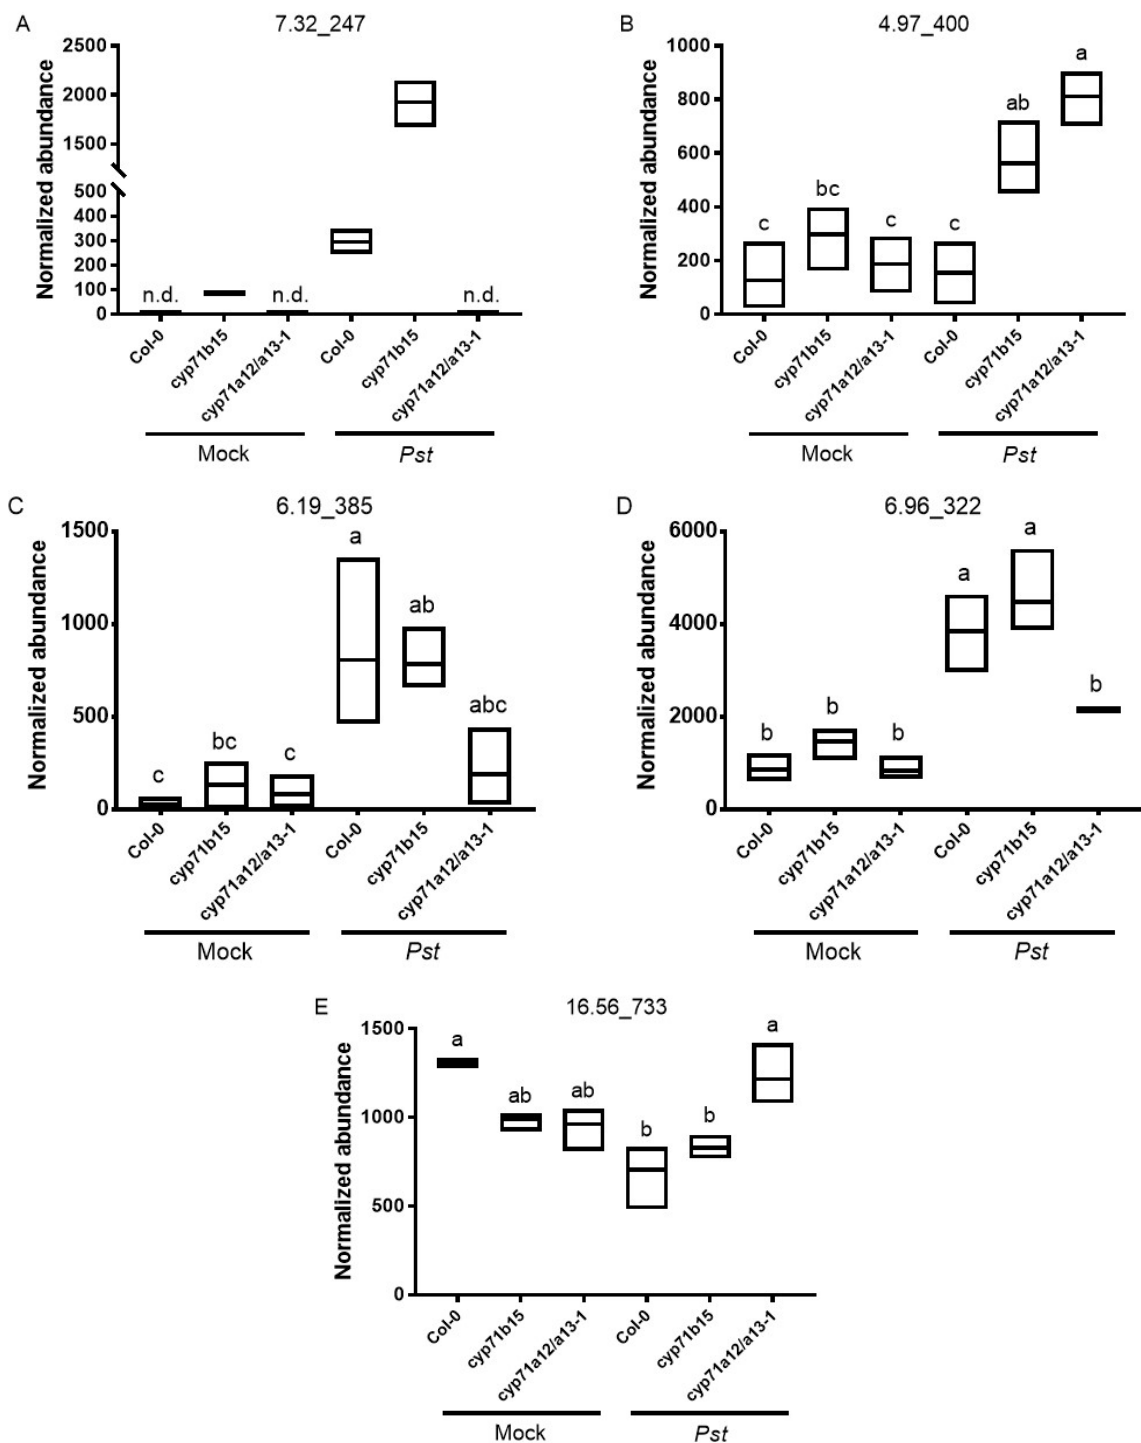 A
7.32_247
Normalized abundance
2500
2000
1500
500
400
300
200
100
0
n.d.
n.d.
n.d.
Col-0
cyp71b15
cyp71a12/a13-1
Col-0
cyp71b15
cyp71a12/a13-1
Mock
Pst
B
4.97_400
Normalized abundance
1000
800
600
400
200
0
c
bc
c
c
ab
a
Col-0
cyp71b15
cyp71a12/a13-1
Col-0
cyp71b15
cyp71a12/a13-1
Mock
Pst
C
6.19_385
Normalized abundance
1500
1000
500
0
c
bc
c
a
ab
abc
Col-0
cyp71b15
cyp71a12/a13-1
Col-0
cyp71b15
cyp71a12/a13-1
Mock
Pst
D
6.96_322
Normalized abundance
6000
4000
2000
0
b
b
b
a
a
b
Col-0
cyp71b15
cyp71a12/a13-1
Col-0
cyp71b15
cyp71a12/a13-1
Mock
Pst
E
16.56_733
Normalized abundance
1500
1000
500
0
a
ab
ab
b
b
a
Col-0
cyp71b15
cyp71a12/a13-1
Col-0
cyp71b15
cyp71a12/a13-1
Mock
Pst